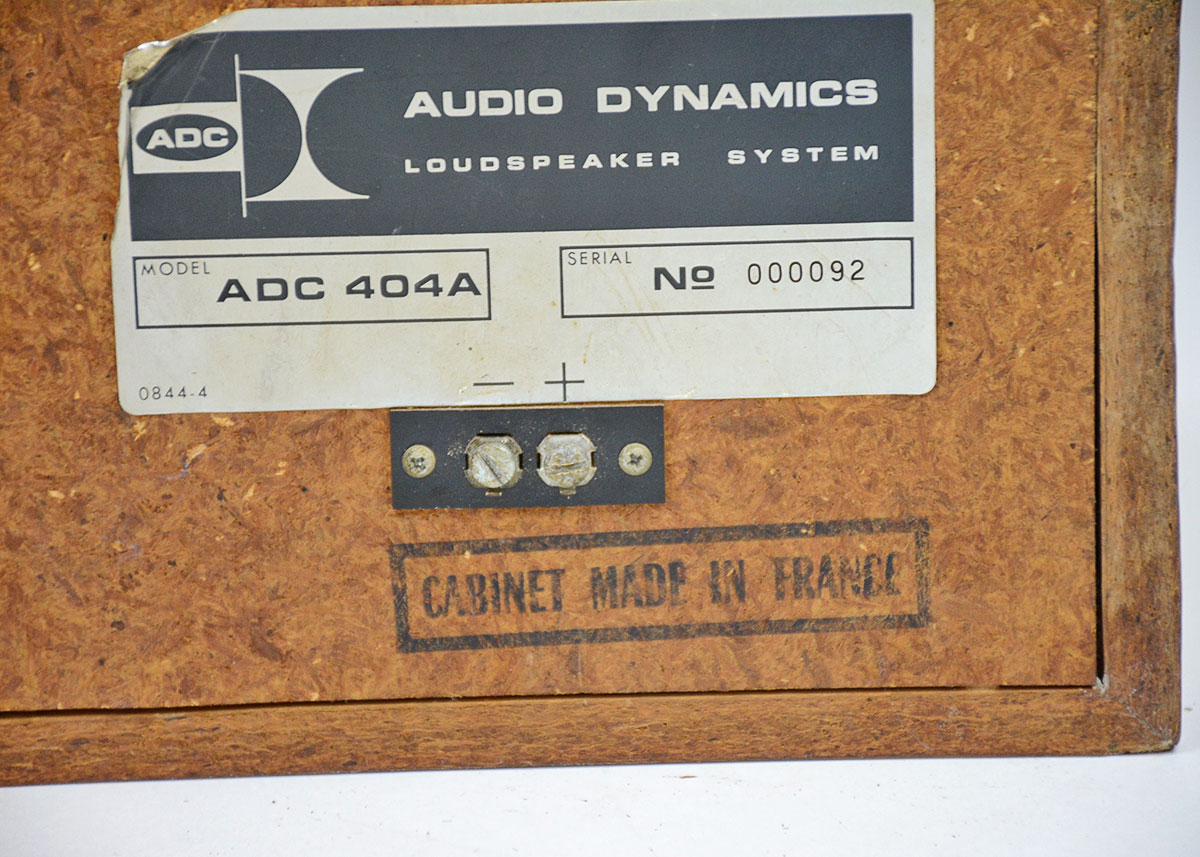 ADC
AUDIO DYNAMICS
LOUDSPEAKER SYSTEM
MODEL
ADC 404A
SERIAL
Nº 000092
0844-4
— +
CABINET MADE IN FRANCE